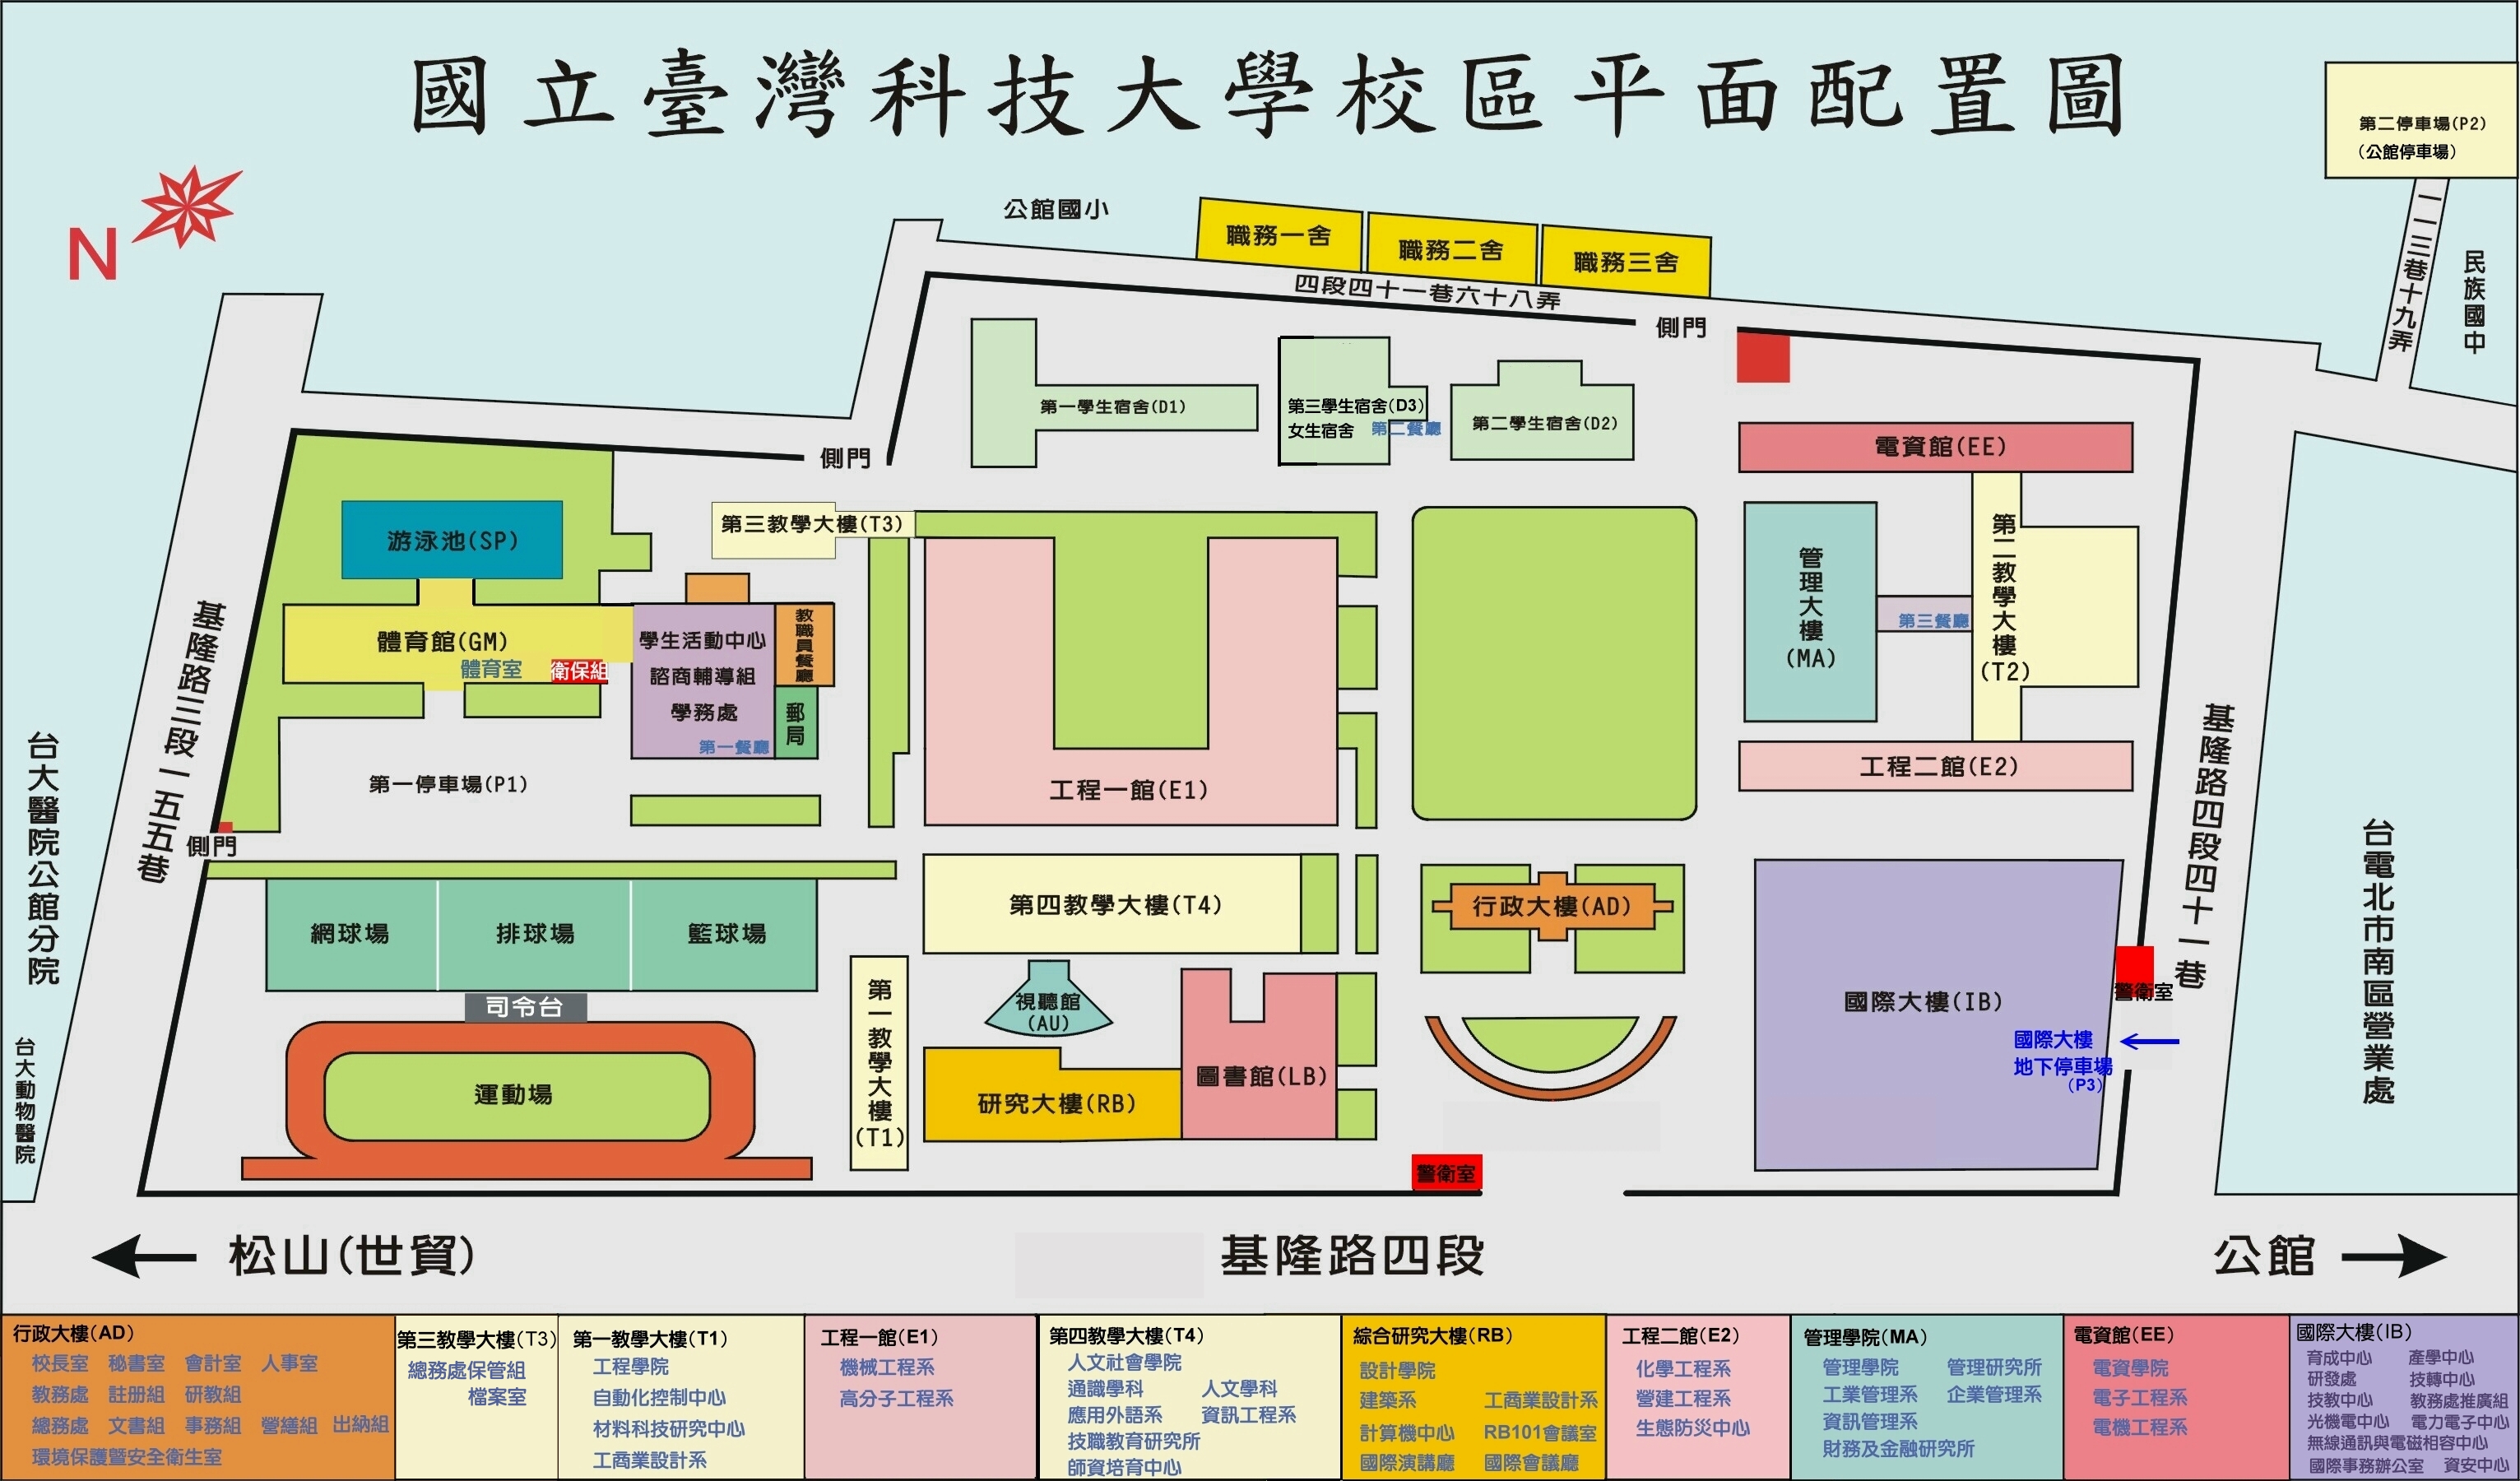 國立臺灣科技大學校區平面配置圖
第二停車場(P2)
(公館停車場)
N
公館國小
職務一舍
職務二舍
職務三舍
四段四十一巷六十八弄
一一三巷十九弄
民族國中
側門
第一學生宿舍(D1)
第三學生宿舍(D3)
女生宿舍
第二餐廳
第二學生宿舍(D2)
側門
電資館(EE)
游泳池(SP)
第三教學大樓(T3)
體育館(GM)
體育室
衛保組
學生活動中心
諮商輔導組
學務處
第一餐廳
教職員餐廳
郵局
管理大樓(MA)
第三餐廳
第二教學大樓(T2)
基隆路三段一五五巷
第一停車場(P1)
工程一館(E1)
工程二館(E2)
基隆路四段四十一巷
台大醫院公館分院
側門
台電北市南區營業處
網球場
排球場
籃球場
第四教學大樓(T4)
行政大樓(AD)
司令台
第一教學大樓(T1)
視聽館
(AU)
國際大樓(IB)
警衛室
國際大樓
地下停車場
(P3)
台大動物醫院
運動場
研究大樓(RB)
圖書館(LB)
警衛室
松山(世貿)
基隆路四段
公館
行政大樓(AD)
校長室 秘書室 會計室 人事室
教務處 註冊組 研教組
總務處 文書組 事務組 營繕組 出納組
環境保護暨安全衛生室
第三教學大樓(T3)
總務處保管組
檔案室
第一教學大樓(T1)
工程學院
自動化控制中心
材料科技研究中心
工商業設計系
工程一館(E1)
機械工程系
高分子工程系
第四教學大樓(T4)
人文社會學院
通識學科 人文學科
應用外語系 資訊工程系
技職教育研究所
師資培育中心
綜合研究大樓(RB)
設計學院
建築系 工商業設計系
計算機中心 RB101會議室
國際演講廳 國際會議廳
工程二館(E2)
化學工程系
營建工程系
生態防災中心
管理學院(MA)
管理學院 管理研究所
工業管理系 企業管理系
資訊管理系
財務及金融研究所
電資館(EE)
電資學院
電子工程系
電機工程系
國際大樓(IB)
育成中心 產學中心
研發處 技轉中心
技教中心 教務處推廣組
光機電中心 電力電子中心
無線通訊與電磁相容中心
國際事務辦公室 資安中心